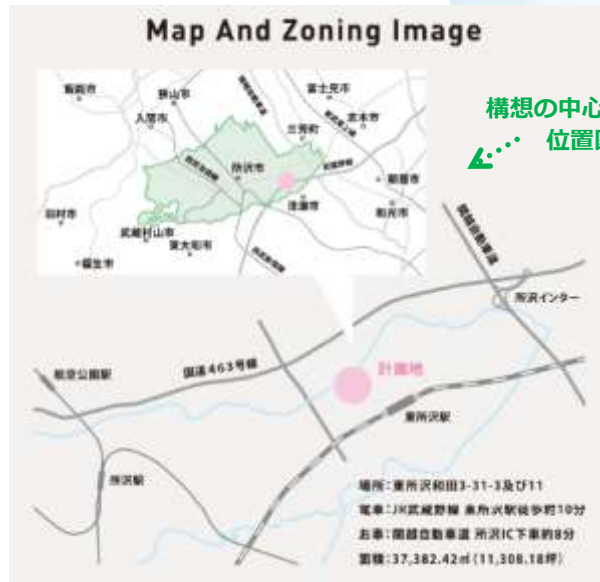 Map And Zoning Image
飯能市
狭山市
富士見市
入間市
志木市
三芳町
所沢市
朝霞市
清瀬市
和光市
羽村市
武蔵村山市
東大和市
福生市
構想の中心
位置図
関越自動車道
所沢インター
国道463号線
航空公園駅
計画地
東所沢駅
所沢駅
場所:東所沢和田3-31-3及び11
電車:JR武蔵野線 東所沢駅徒歩約10分
お車:関越自動車道 所沢IC下車約8分
面積:37,382.42㎡(11,308.18坪)